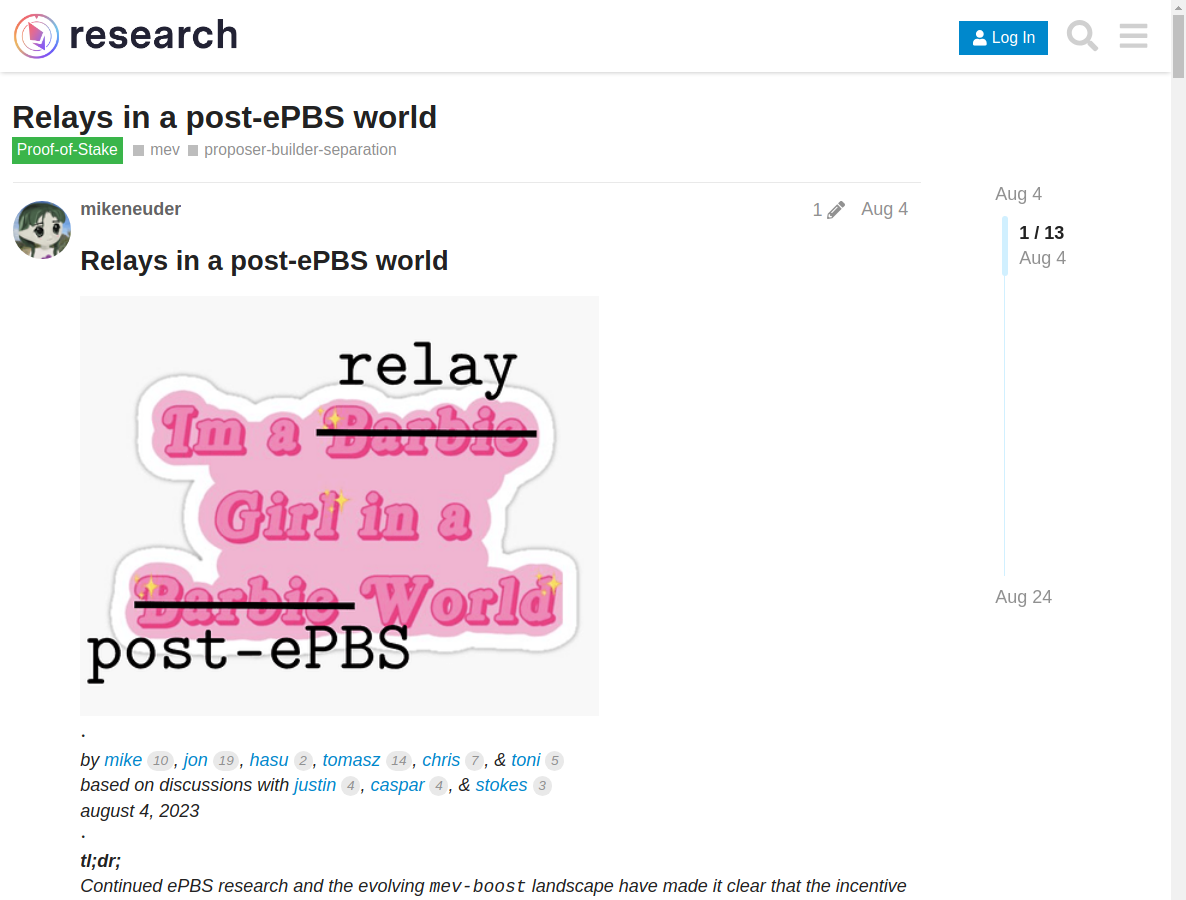 research
Log In
Relays in a post-ePBS world
Proof-of-Stake mev proposer-builder-separation
Aug 4
mikeneuder 1 Aug 4
1 / 13
Aug 4
Relays in a post-ePBS world
relay
Im a Barbie
Girl in a
Barbie World
post-ePBS
Aug 24
.
by mike 10 , jon 19 , hasu 2 , tomasz 14 , chris 7 , & toni 5
based on discussions with justin 4 , caspar 4 , & stokes 3
august 4, 2023
.
tl;dr;
Continued ePBS research and the evolving mev-boost landscape have made it clear that the incentive